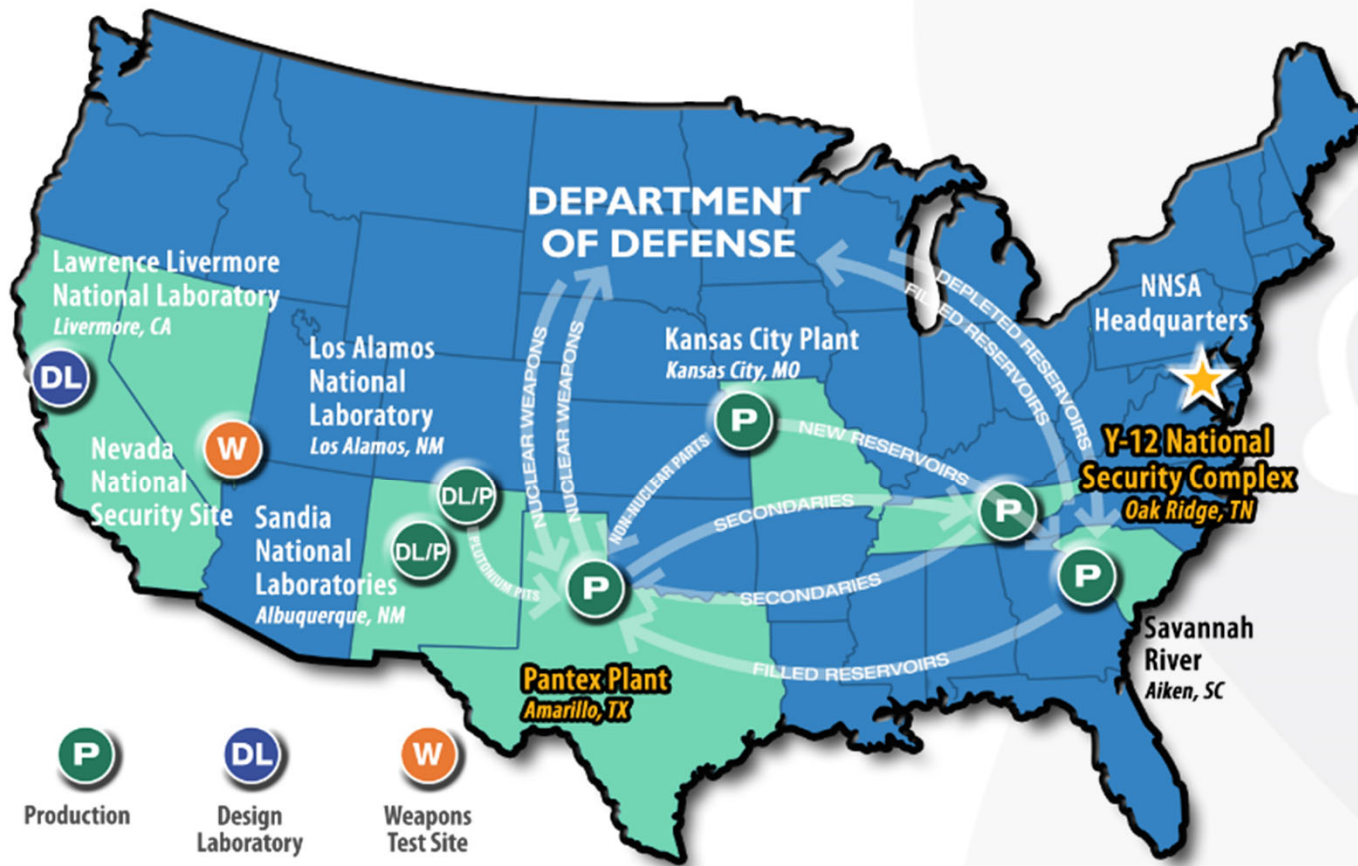 DEPARTMENT
OF DEFENSE
Lawrence Livermore
National Laboratory
Livermore, CA
DL
Nevada
National
Security Site
W
Los Alamos
National
Laboratory
Los Alamos, NM
DL/P
Sandia
National
Laboratories
Albuquerque, NM
DL/P
PLUTONIUM PITS
NUCLEAR WEAPONS
NUCLEAR WEAPONS
Kansas City Plant
Kansas City, MO
P
NON-NUCLEAR PARTS
NEW RESERVOIRS
SECONDARIES
SECONDARIES
FILLED RESERVOIRS
DEPLETED RESERVOIRS
FILLED RESERVOIRS
NNSA
Headquarters
Y-12 National
Security Complex
Oak Ridge, TN
P
P
Savannah
River
Aiken, SC
P
Pantex Plant
Amarillo, TX
P
Production
DL
Design
Laboratory
W
Weapons
Test Site